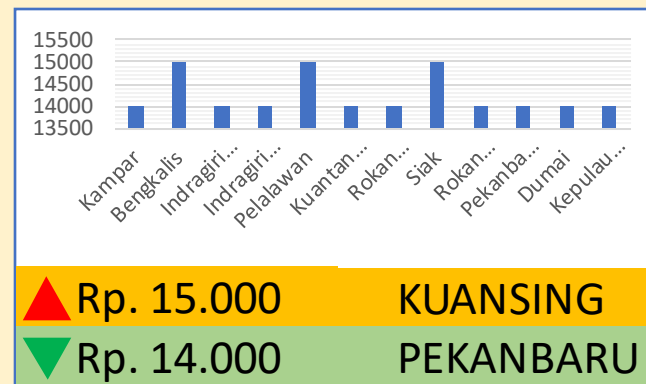 15500
15000
14500
14000
13500
Kampar
Bengkalis
Indragiri...
Indragiri...
Pelalawan
Kuantan...
Rokan...
Siak
Rokan...
Pekanba...
Dumai
Kepulau...
Rp. 15.000 KUANSING
Rp. 14.000 PEKANBARU